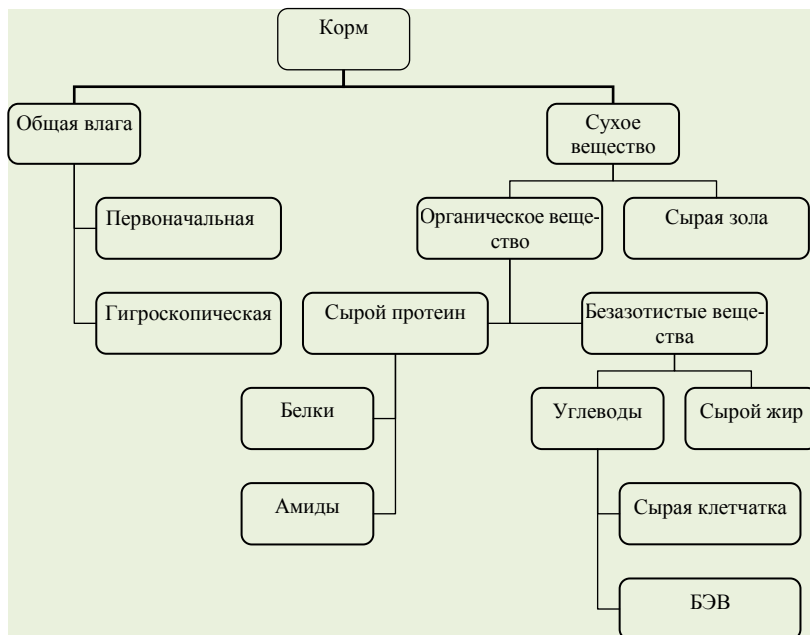 Корм
Общая влага
Сухое
вещество
Первоначальная
Органическое веще-
ство
Сырая зола
Гигроскопическая
Сырой протеин
Безазотистые веще-
ства
Белки
Углеводы
Сырой жир
Амиды
Сырая клетчатка
БЭВ